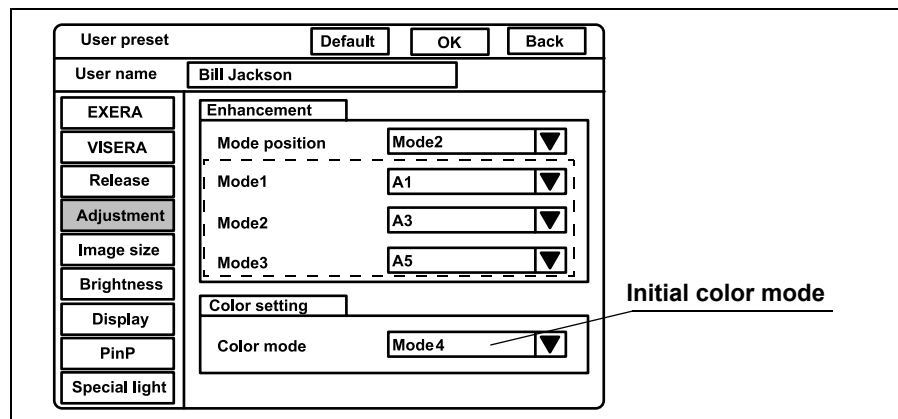 User preset
Default
OK
Back
User name
Bill Jackson
EXERA
VISERA
Release
Adjustment
Image size
Brightness
Display
PinP
Special light
Enhancement
Mode position
Mode2
Mode1
A1
Mode2
A3
Mode3
A5
Color setting
Color mode
Mode4
Initial color mode